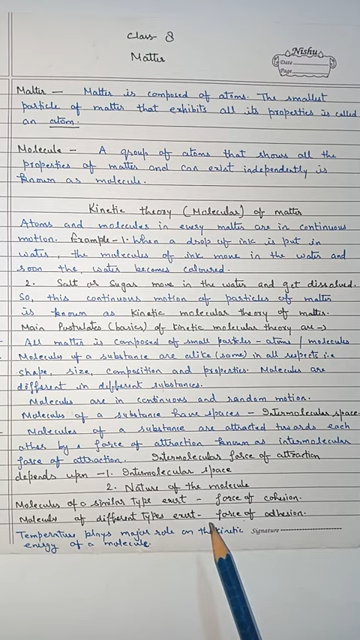 Class 8
Matter
Nishu
Date
Page
Matter — Matter is composed of atoms. The smallest
particle of matter that exhibits all its properties is called
an atom.
Molecule - A group of atoms that shows all the
properties of matter and can exist independently is
known as molecule.
Kinetic theory (Molecular) of matter
Atoms and molecules in every matter are in continuous
motion. Example - 1. When a drop of ink is put in
water, the molecules of ink move in the water and
soon the, water becomes coloured.
2. Salt or Sugar move in the water and get dissolved.
So, this continuous motion of particles of matter
is known as kinetic molecular theory of matter.
Main Postulates (basics) of kinetic molecular theory are →
All matter is composed of small particles - atoms / molecules
Molecules of a substance are alike (same) in all respects i.e
shape, size, composition and properties. Molecules are
different in different substances.
Molecules are in continuous and random motion.
Molecules of a substance have spaces - Intermolecular space.
Molecules of a substance are attracted towards each
other by a force of attraction known as intermolecular
force of attraction. Intermolecular force of attraction
depends upon - 1. Intermolecular space
2. Nature of the molecule
Molecules of a similar type exert - force of cohesion.
Molecules of different types exert - force of adhesion.
Temperature plays major role on the kinetic Signature
energy of a molecule.